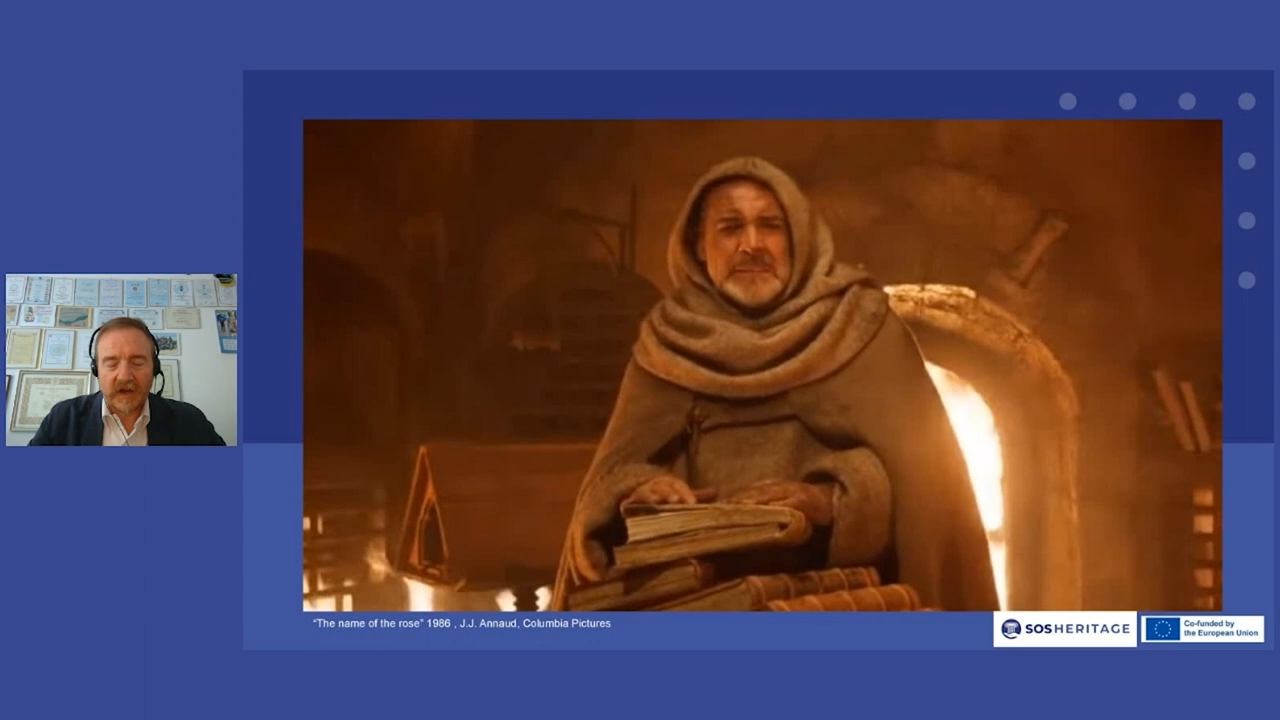 “The name of the rose” 1986 , J.J. Annaud, Columbia Pictures
SOSHERITAGE
Co-funded by
the European Union